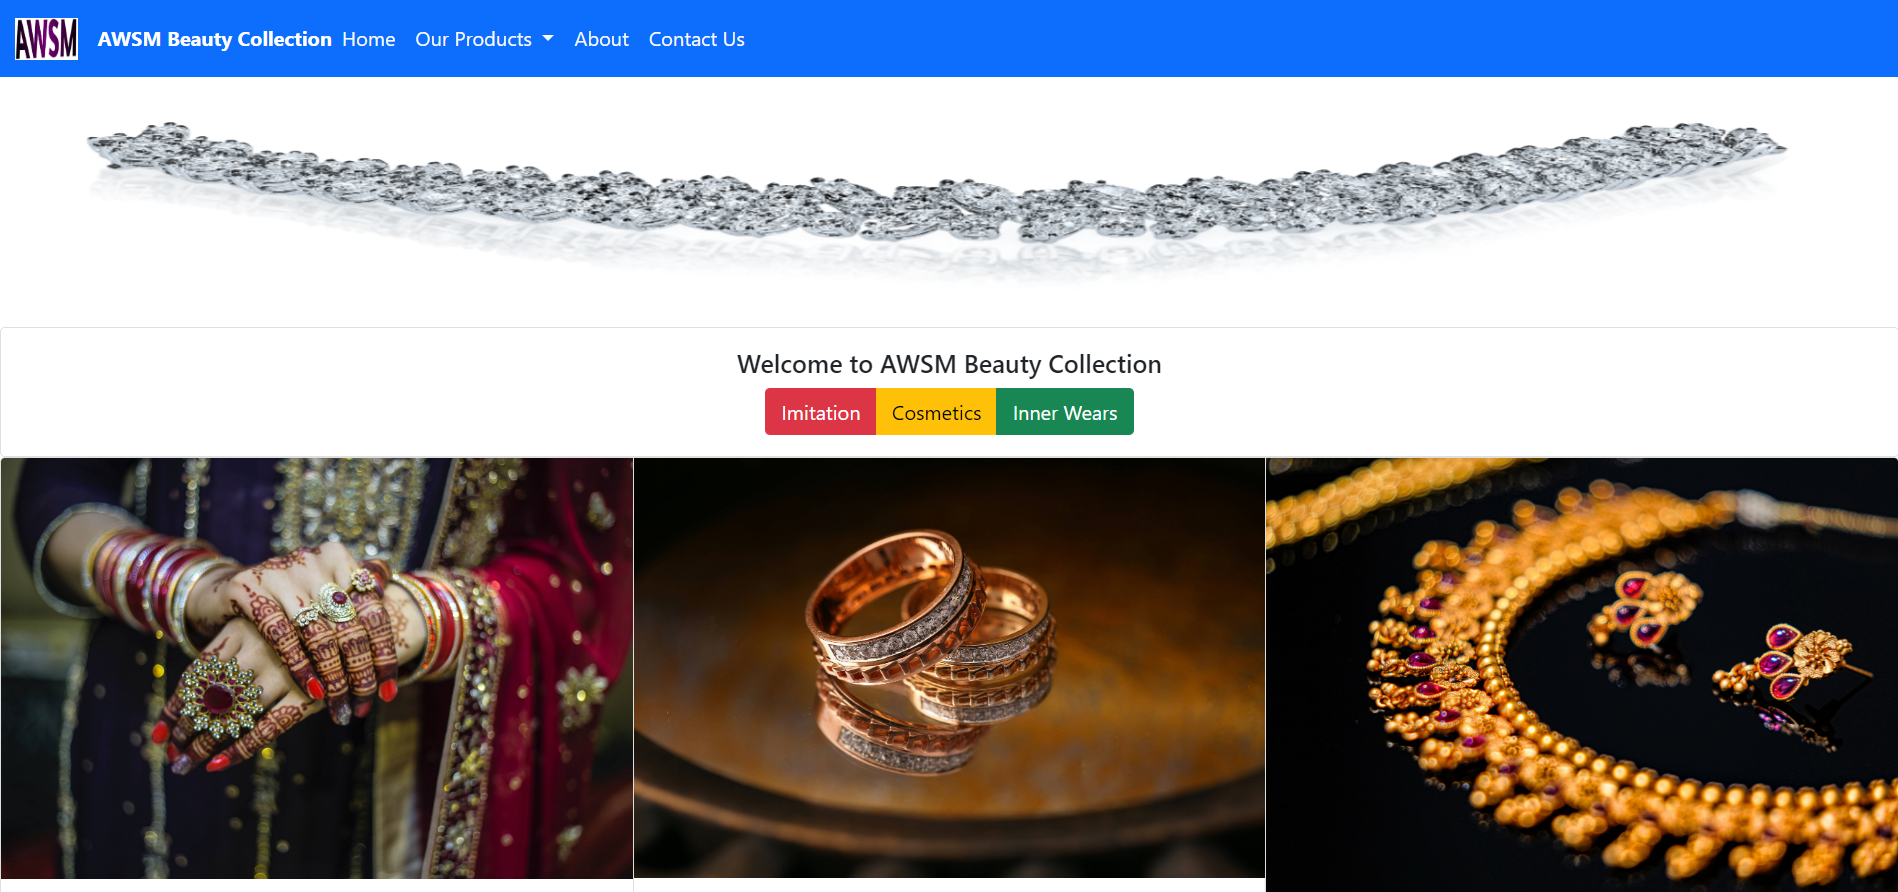 AWSM
AWSM Beauty Collection Home Our Products About Contact Us
Welcome to AWSM Beauty Collection
Imitation Cosmetics Inner Wears